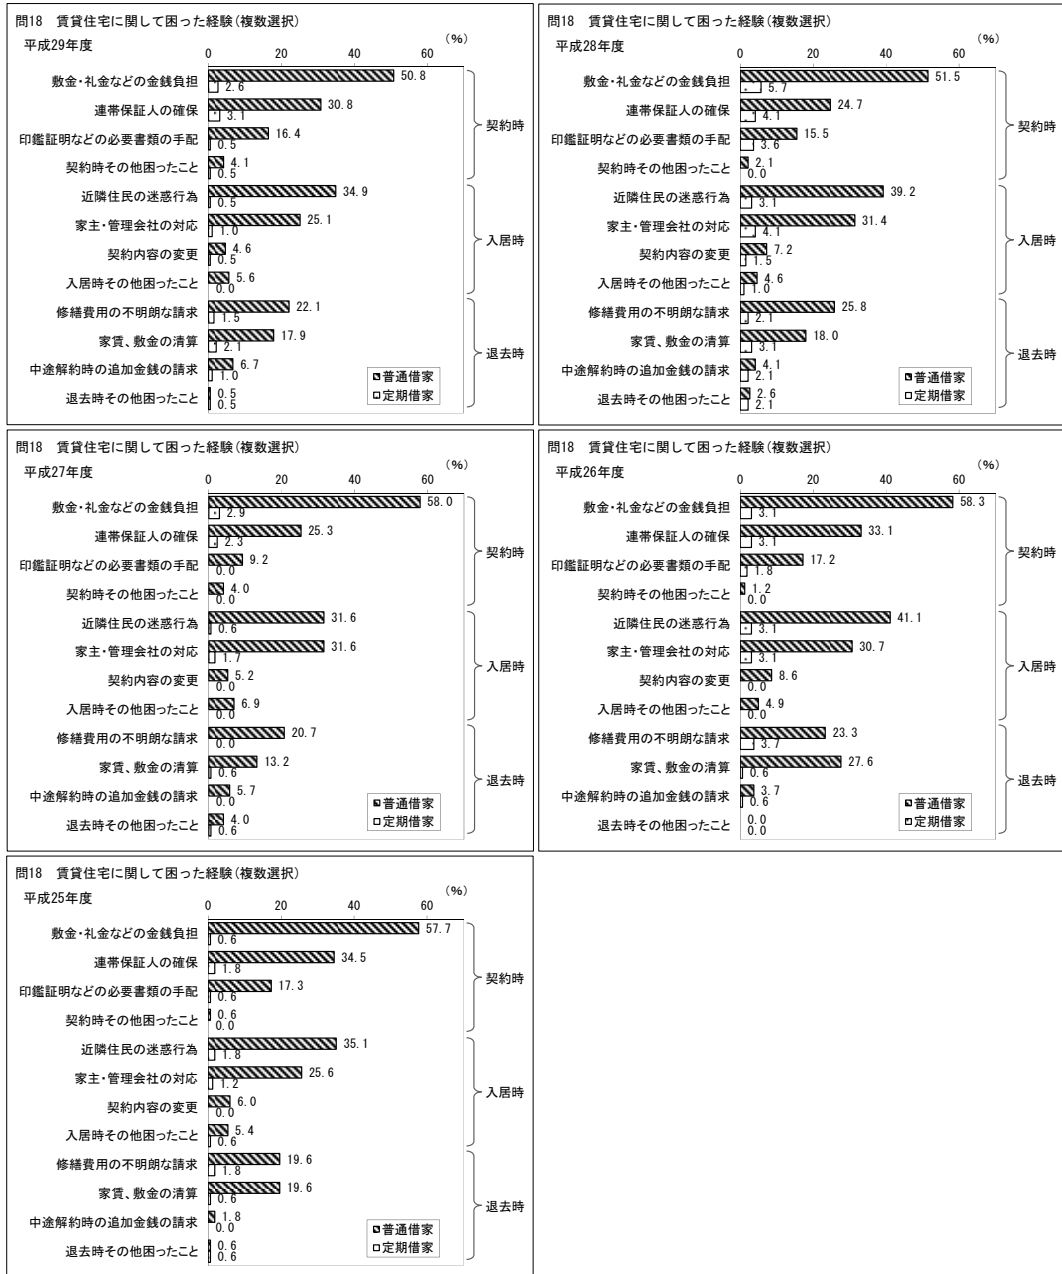 問18　賃貸住宅に関して困った経験(複数選択)
平成29年度
(%)
0 20 40 60
敷金・礼金などの金銭負担 50.8
2.6
連帯保証人の確保 30.8
3.1
印鑑証明などの必要書類の手配 16.4
0.5
契約時その他困ったこと 4.1
0.5
契約時
近隣住民の迷惑行為 34.9
0.5
家主・管理会社の対応 25.1
1.0
契約内容の変更 4.6
0.5
入居時その他困ったこと 5.6
0.0
入居時
修繕費用の不明朗な請求 22.1
1.5
家賃、敷金の清算 17.9
2.1
中途解約時の追加金銭の請求 6.7
1.0
退去時その他困ったこと 0.5
0.5
退去時
普通借家
定期借家
問18　賃貸住宅に関して困った経験(複数選択)
平成28年度
(%)
0 20 40 60
敷金・礼金などの金銭負担 51.5
5.7
連帯保証人の確保 24.7
4.1
印鑑証明などの必要書類の手配 15.5
3.6
契約時その他困ったこと 2.1
0.0
契約時
近隣住民の迷惑行為 39.2
3.1
家主・管理会社の対応 31.4
4.1
契約内容の変更 7.2
1.5
入居時その他困ったこと 4.6
1.0
入居時
修繕費用の不明朗な請求 25.8
2.1
家賃、敷金の清算 18.0
3.1
中途解約時の追加金銭の請求 4.1
2.1
退去時その他困ったこと 2.6
2.1
退去時
普通借家
定期借家
問18　賃貸住宅に関して困った経験(複数選択)
平成27年度
(%)
0 20 40 60
敷金・礼金などの金銭負担 58.0
2.9
連帯保証人の確保 25.3
2.3
印鑑証明などの必要書類の手配 9.2
0.0
契約時その他困ったこと 4.0
0.0
契約時
近隣住民の迷惑行為 31.6
0.6
家主・管理会社の対応 31.6
1.7
契約内容の変更 5.2
0.0
入居時その他困ったこと 6.9
0.0
入居時
修繕費用の不明朗な請求 20.7
0.0
家賃、敷金の清算 13.2
0.6
中途解約時の追加金銭の請求 5.7
0.0
退去時その他困ったこと 4.0
0.6
退去時
普通借家
定期借家
問18　賃貸住宅に関して困った経験(複数選択)
平成26年度
(%)
0 20 40 60
敷金・礼金などの金銭負担 58.3
3.1
連帯保証人の確保 33.1
3.1
印鑑証明などの必要書類の手配 17.2
1.8
契約時その他困ったこと 1.2
0.0
契約時
近隣住民の迷惑行為 41.1
3.1
家主・管理会社の対応 30.7
3.1
契約内容の変更 8.6
0.0
入居時その他困ったこと 4.9
0.0
入居時
修繕費用の不明朗な請求 23.3
3.7
家賃、敷金の清算 27.6
0.6
中途解約時の追加金銭の請求 3.7
0.6
退去時その他困ったこと 0.0
0.0
退去時
普通借家
定期借家
問18　賃貸住宅に関して困った経験(複数選択)
平成25年度
(%)
0 20 40 60
敷金・礼金などの金銭負担 57.7
0.6
連帯保証人の確保 34.5
1.8
印鑑証明などの必要書類の手配 17.3
0.6
契約時その他困ったこと 0.6
0.0
契約時
近隣住民の迷惑行為 35.1
1.8
家主・管理会社の対応 25.6
1.2
契約内容の変更 6.0
0.0
入居時その他困ったこと 5.4
0.6
入居時
修繕費用の不明朗な請求 19.6
1.8
家賃、敷金の清算 19.6
0.6
中途解約時の追加金銭の請求 1.8
0.0
退去時その他困ったこと 0.6
0.6
退去時
普通借家
定期借家